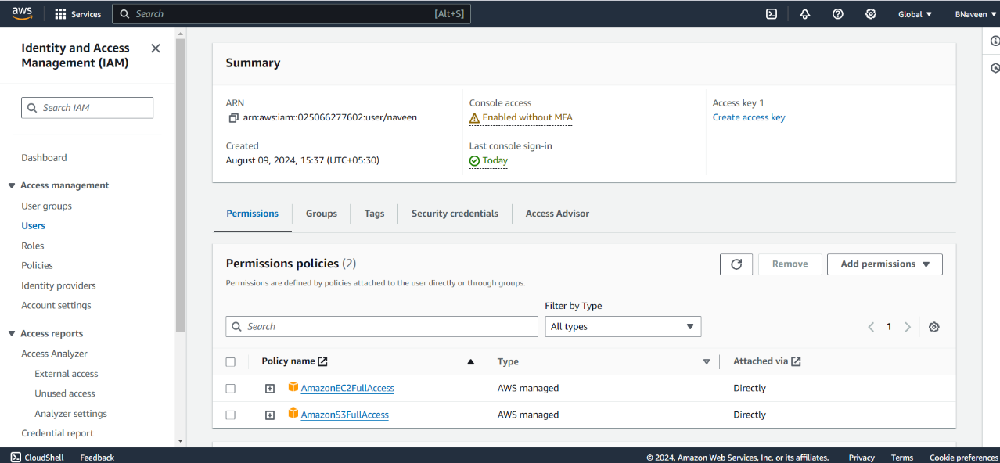 aws Services Search [Alt+S] Global BNaveen
Identity and Access
Management (IAM)
Search IAM
Dashboard
Access management
User groups
Users
Roles
Policies
Identity providers
Account settings
Access reports
Access Analyzer
External access
Unused access
Analyzer settings
Credential report
Summary
ARN
arn:aws:iam::025066277602:user/naveen
Console access
Enabled without MFA
Access key 1
Create access key
Created
August 09, 2024, 15:37 (UTC+05:30)
Last console sign-in
Today
Permissions Groups Tags Security credentials Access Advisor
Permissions policies (2)
Remove Add permissions
Permissions are defined by policies attached to the user directly or through groups.
Filter by Type
Search All types 1
Policy name Type Attached via
AmazonEC2FullAccess AWS managed Directly
AmazonS3FullAccess AWS managed Directly
CloudShell Feedback © 2024, Amazon Web Services, Inc. or its affiliates. Privacy Terms Cookie preferences